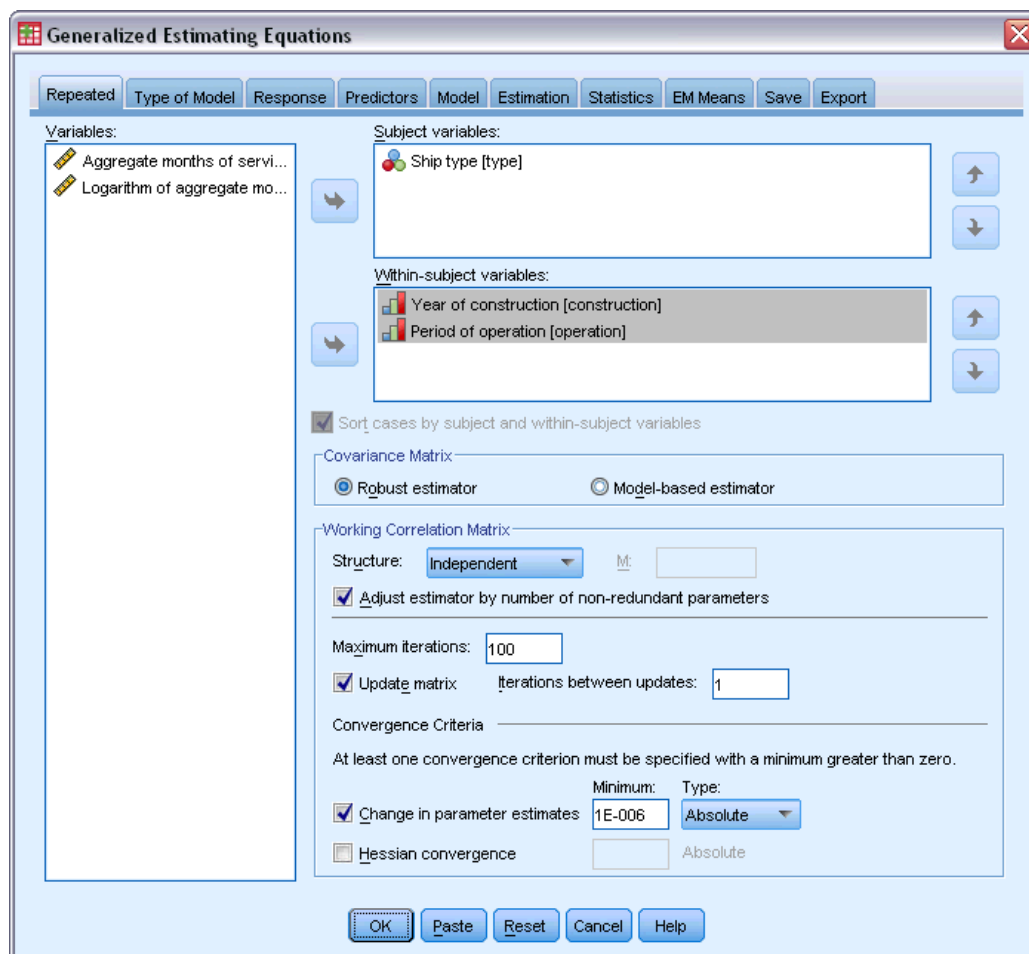 Generalized Estimating Equations
Repeated Type of Model Response Predictors Model Estimation Statistics EM Means Save Export
Variables:
Aggregate months of servi...
Logarithm of aggregate mo...
Subject variables:
Ship type [type]
Within-subject variables:
Year of construction [construction]
Period of operation [operation]
Sort cases by subject and within-subject variables
Covariance Matrix
Robust estimator Model-based estimator
Working Correlation Matrix
Structure: Independent M:
Adjust estimator by number of non-redundant parameters
Maximum iterations: 100
Update matrix Iterations between updates: 1
Convergence Criteria
At least one convergence criterion must be specified with a minimum greater than zero.
Minimum: Type:
Change in parameter estimates 1E-006 Absolute
Hessian convergence Absolute
OK Paste Reset Cancel Help